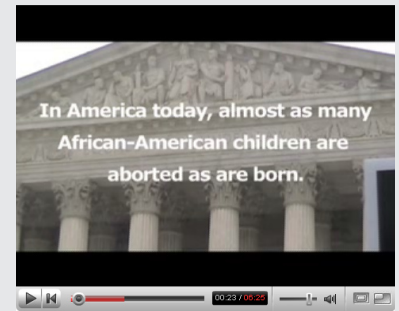 In America today, almost as many
African-American children are
aborted as are born.
00:23 / 06:25